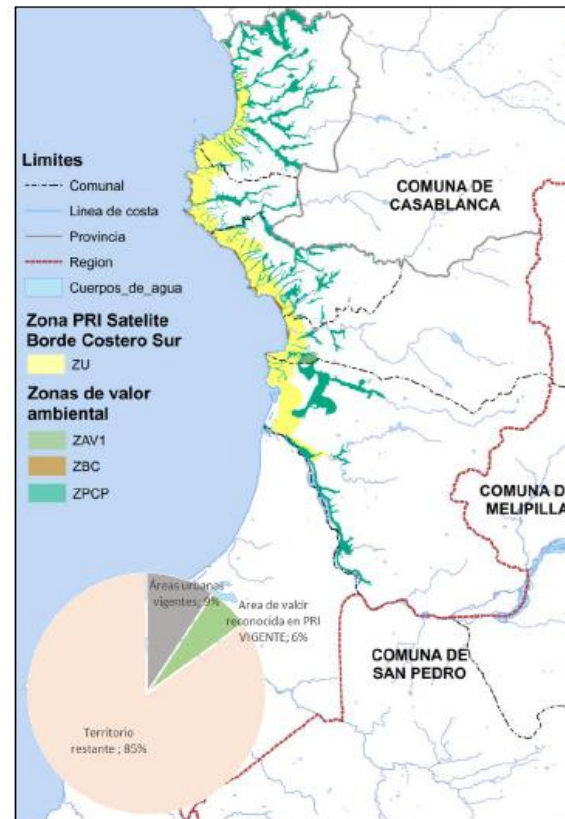 Limites
Comunal
Linea de costa
Provincia
Region
Cuerpos_de_agua
Zona PRI Satelite
Borde Costero Sur
ZU
Zonas de valor
ambiental
ZAV1
ZBC
ZPCP
COMUNA DE
CASABLANCA
COMUNA D
MELIPILLA
COMUNA DE
SAN PEDRO
Áreas urbanas
vigentes; 9%
Area de valor
reconocida en PRI
VIGENTE; 6%
Territorio
restante ; 85%